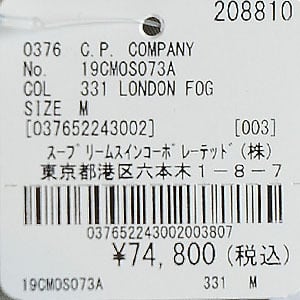 208810
0376 C.P. COMPANY
No. 19CMOS073A
COL 331 LONDON FOG
SIZE M
[037652243002] [003]
スープリームスインコーポレーテッド(株)
東京都港区六本木1-8-7
037652243002003807
¥74,800(税込)
19CMOS073A 331 M